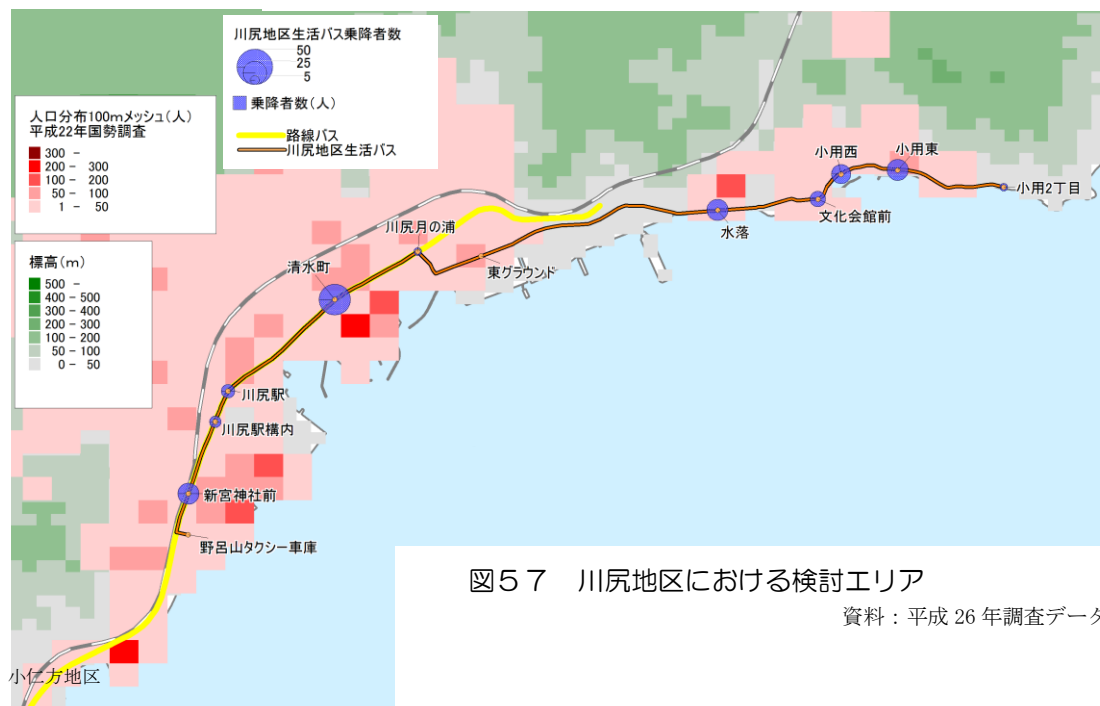 川尻地区生活バス乗降者数
50
25
5
乗降者数(人)
路線バス
川尻地区生活バス
人口分布100mメッシュ(人)
平成22年国勢調査
300 -
200 - 300
100 - 200
50 - 100
1 - 50
標高(m)
500 -
400 - 500
300 - 400
200 - 300
100 - 200
50 - 100
0 - 50
小用西
小用東
小用2丁目
文化会館前
水落
川尻月の浦
東グラウンド
清水町
川尻駅
川尻駅構内
新宮神社前
野呂山タクシー車庫
小仁方地区
図57 川尻地区における検討エリア
資料:平成26年調査データ